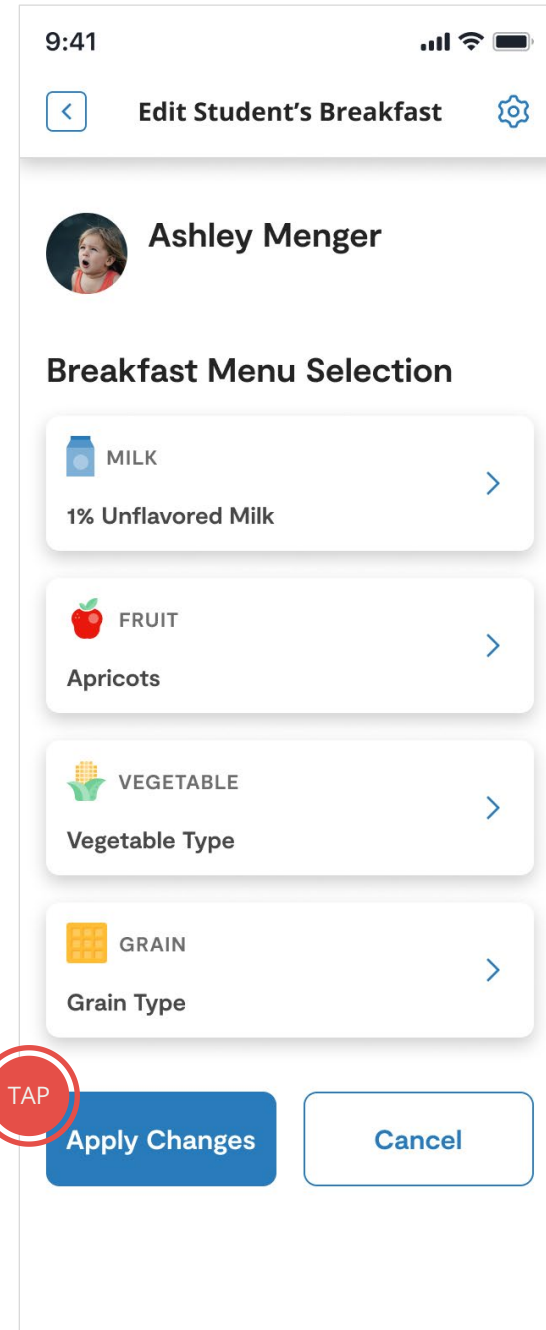 9:41
Edit Student’s Breakfast
Ashley Menger
Breakfast Menu Selection
MILK
1% Unflavored Milk
FRUIT
Apricots
VEGETABLE
Vegetable Type
GRAIN
Grain Type
TAP
Apply Changes
Cancel